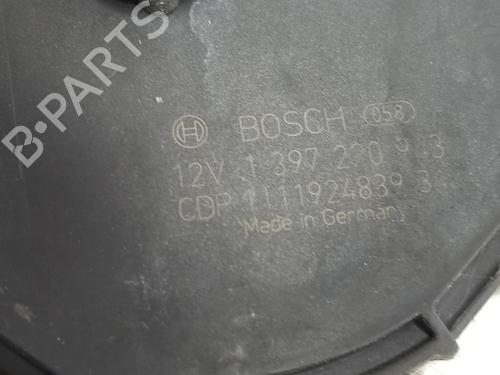 BOSCH 058
12V 1 397 220
CDP
Made in Germany
B-PARTS